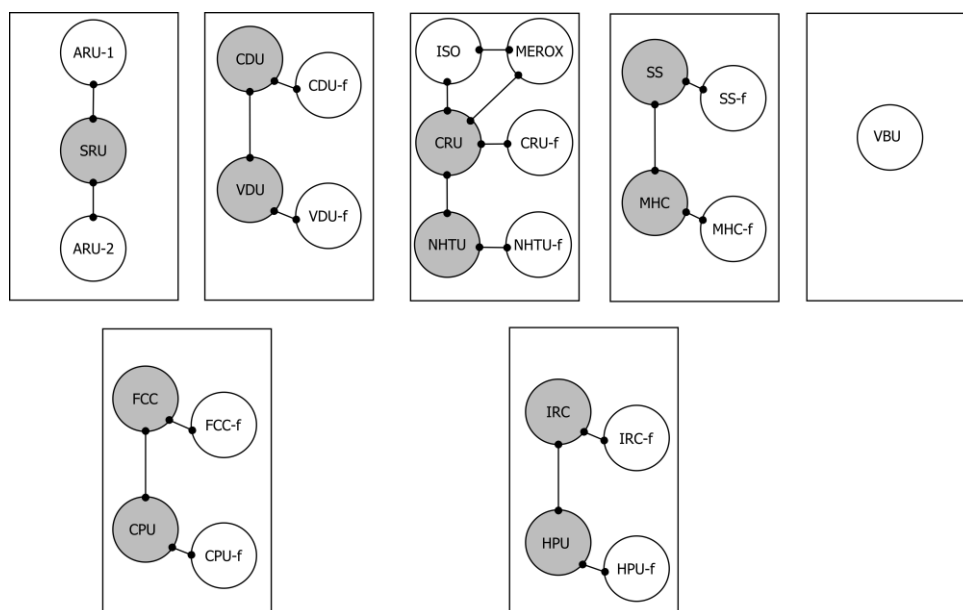 ARU-1
SRU
ARU-2
CDU
CDU-f
VDU
VDU-f
ISO
MEROX
CRU
CRU-f
NHTU
NHTU-f
SS
SS-f
MHC
MHC-f
VBU
FCC
FCC-f
CPU
CPU-f
IRC
IRC-f
HPU
HPU-f